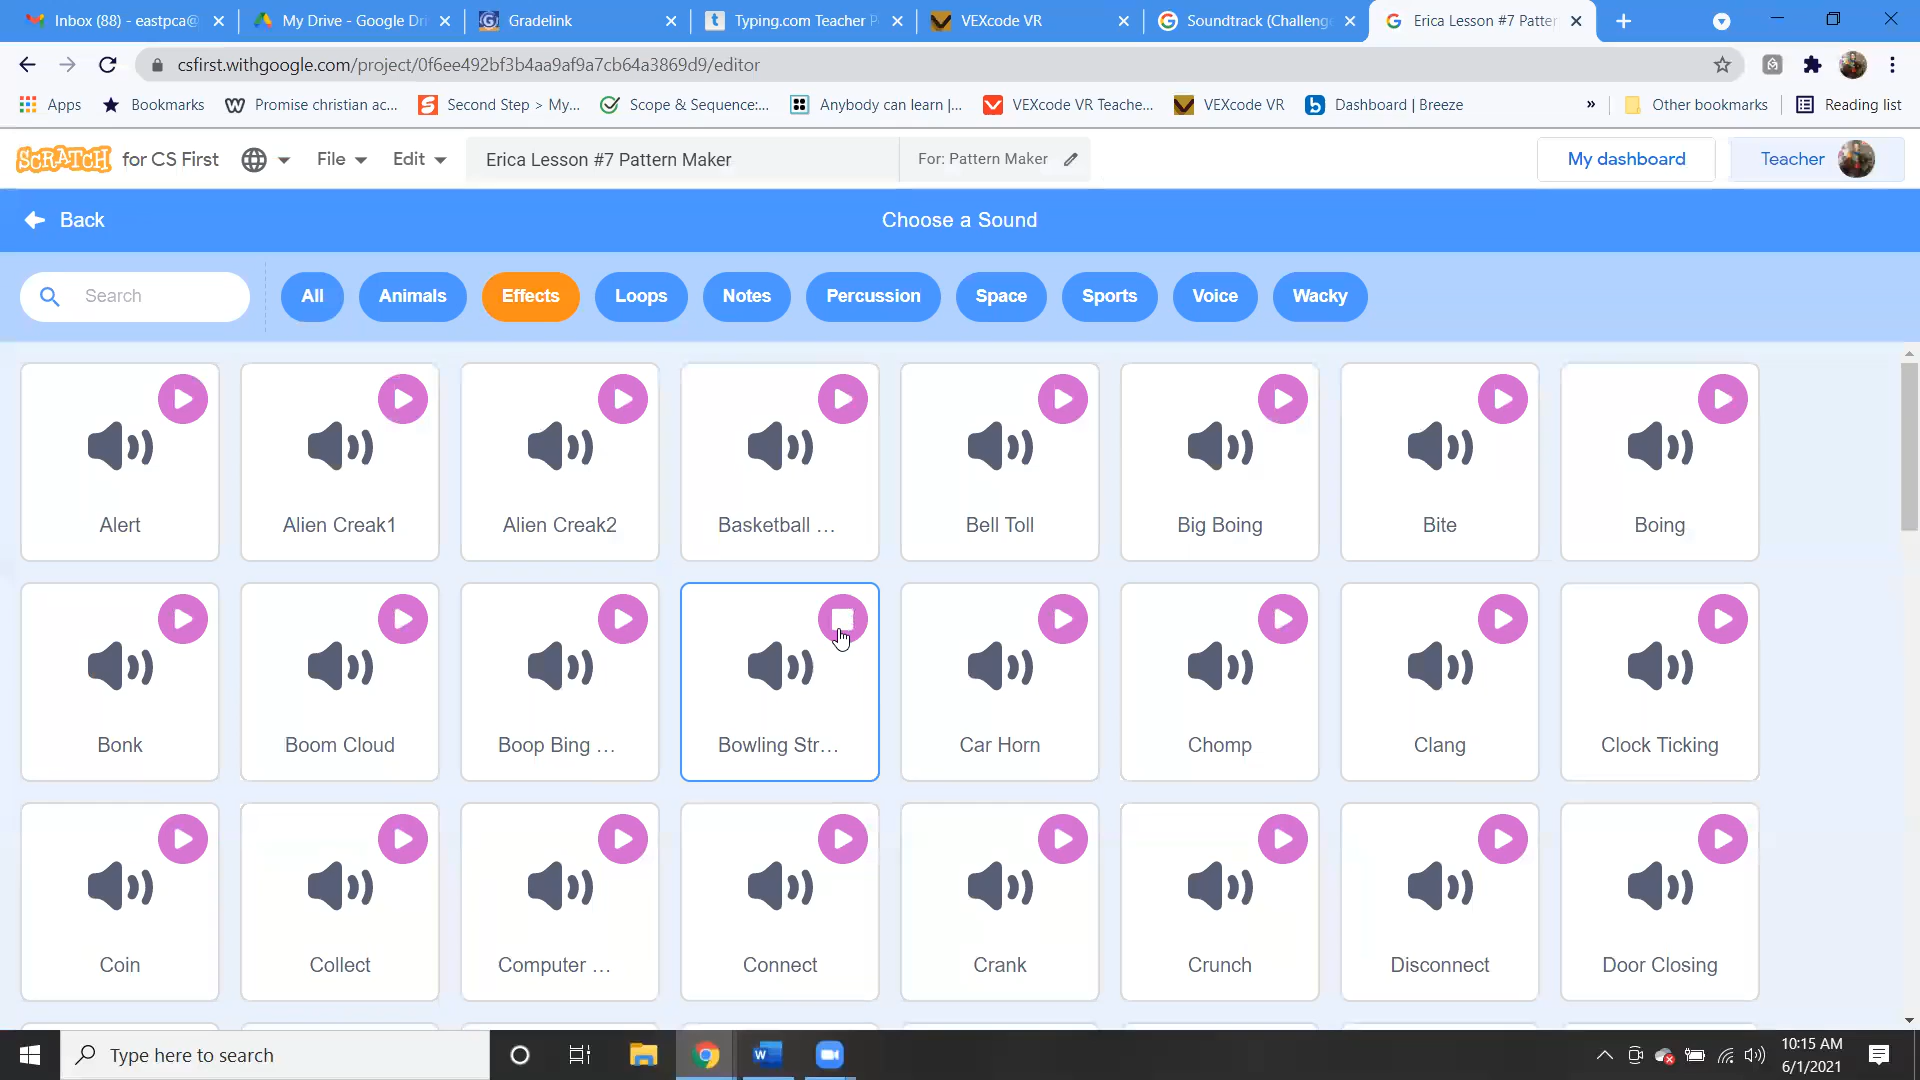 Inbox (88) - eastpca@
My Drive - Google Dri
Gradelink
Typing.com Teacher P
VEXcode VR
Soundtrack (Challeng
Erica Lesson #7 Patter
csfirst.withgoogle.com/project/0f6ee492bf3b4aa9af9a7cb64a3869d9/editor
Apps
Bookmarks
Promise christian ac...
Second Step > My...
Scope & Sequence:...
Anybody can learn |...
VEXcode VR Teache...
VEXcode VR
Dashboard | Breeze
»
Other bookmarks
Reading list
SCRATCH for CS First
File
Edit
Erica Lesson #7 Pattern Maker
For: Pattern Maker
My dashboard
Teacher
Back
Choose a Sound
Search
All
Animals
Effects
Loops
Notes
Percussion
Space
Sports
Voice
Wacky
Alert
Alien Creak1
Alien Creak2
Basketball ...
Bell Toll
Big Boing
Bite
Boing
Bonk
Boom Cloud
Boop Bing ...
Bowling Str...
Car Horn
Chomp
Clang
Clock Ticking
Coin
Collect
Computer ...
Connect
Crank
Crunch
Disconnect
Door Closing
Type here to search
10:15 AM
6/1/2021